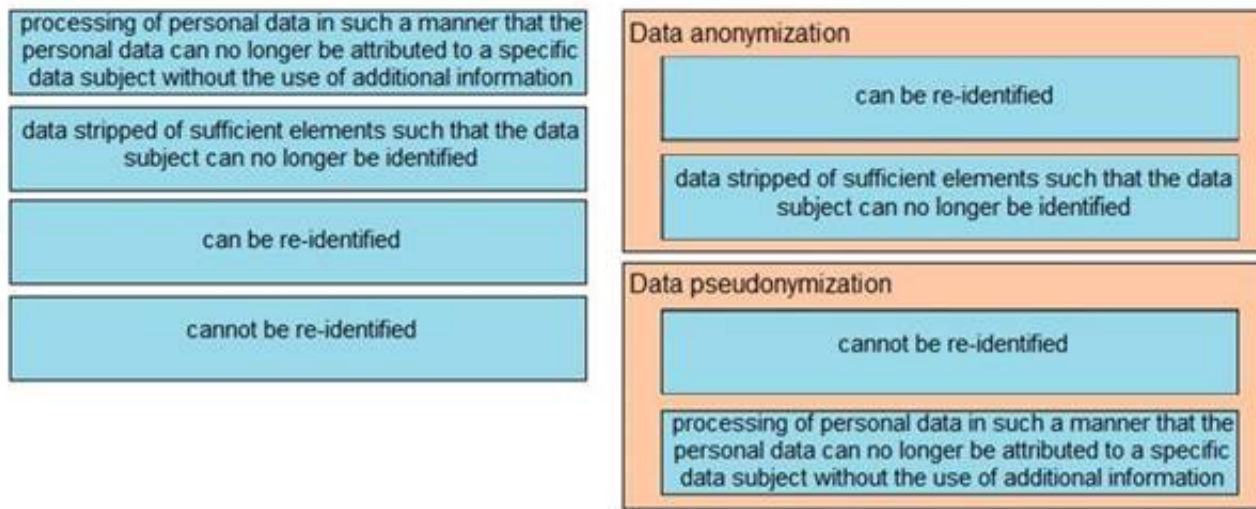 processing of personal data in such a manner that the
personal data can no longer be attributed to a specific
data subject without the use of additional information
data stripped of sufficient elements such that the data
subject can no longer be identified
can be re-identified
cannot be re-identified
Data anonymization
can be re-identified
data stripped of sufficient elements such that the data
subject can no longer be identified
Data pseudonymization
cannot be re-identified
processing of personal data in such a manner that the
personal data can no longer be attributed to a specific
data subject without the use of additional information